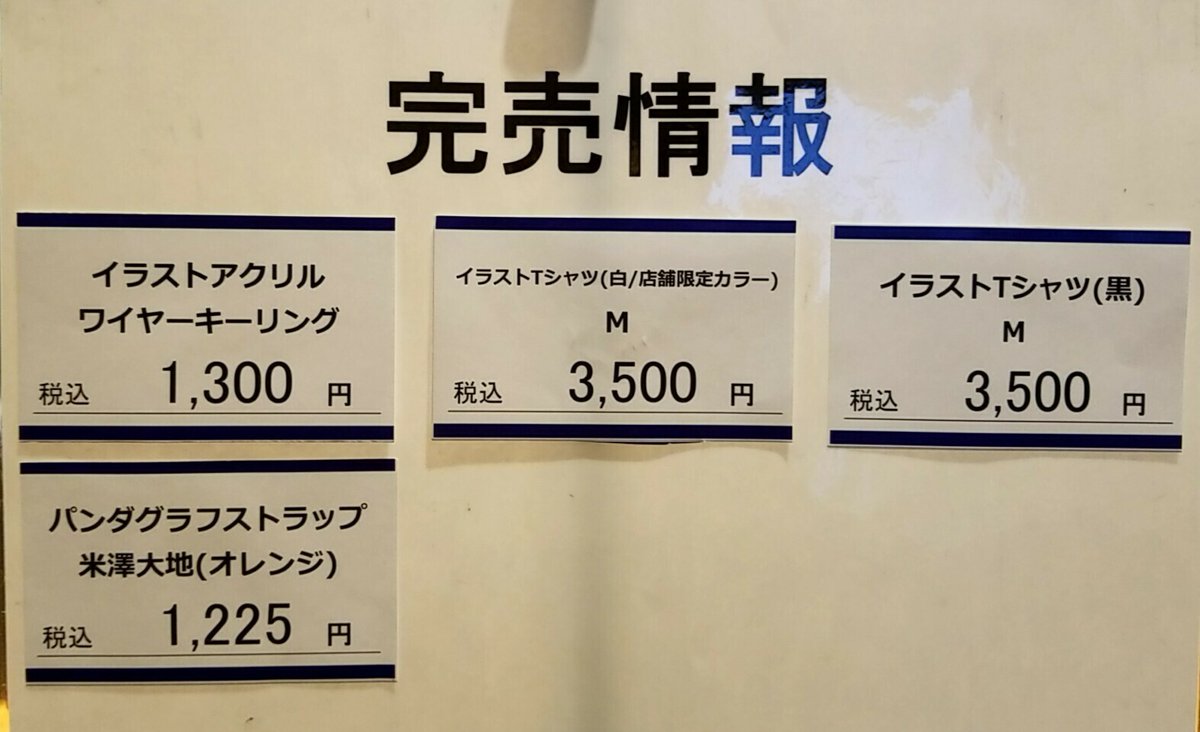 完売情報
イラストアクリル
ワイヤーキーリング
税込 1,300 円
イラストTシャツ(白/店舗限定カラー)
M
税込 3,500 円
イラストTシャツ(黒)
M
税込 3,500 円
パンダグラフストラップ
米澤大地(オレンジ)
税込 1,225 円